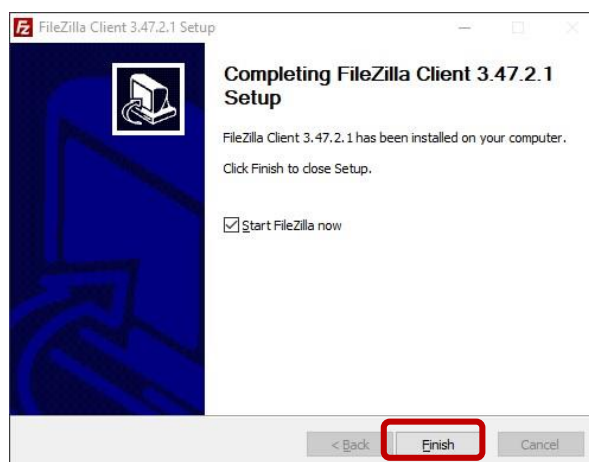 FileZilla Client 3.47.2.1 Setup
Completing FileZilla Client 3.47.2.1
Setup
FileZilla Client 3.47.2.1 has been installed on your computer.
Click Finish to close Setup.
Start FileZilla now
< Back
Finish
Cancel